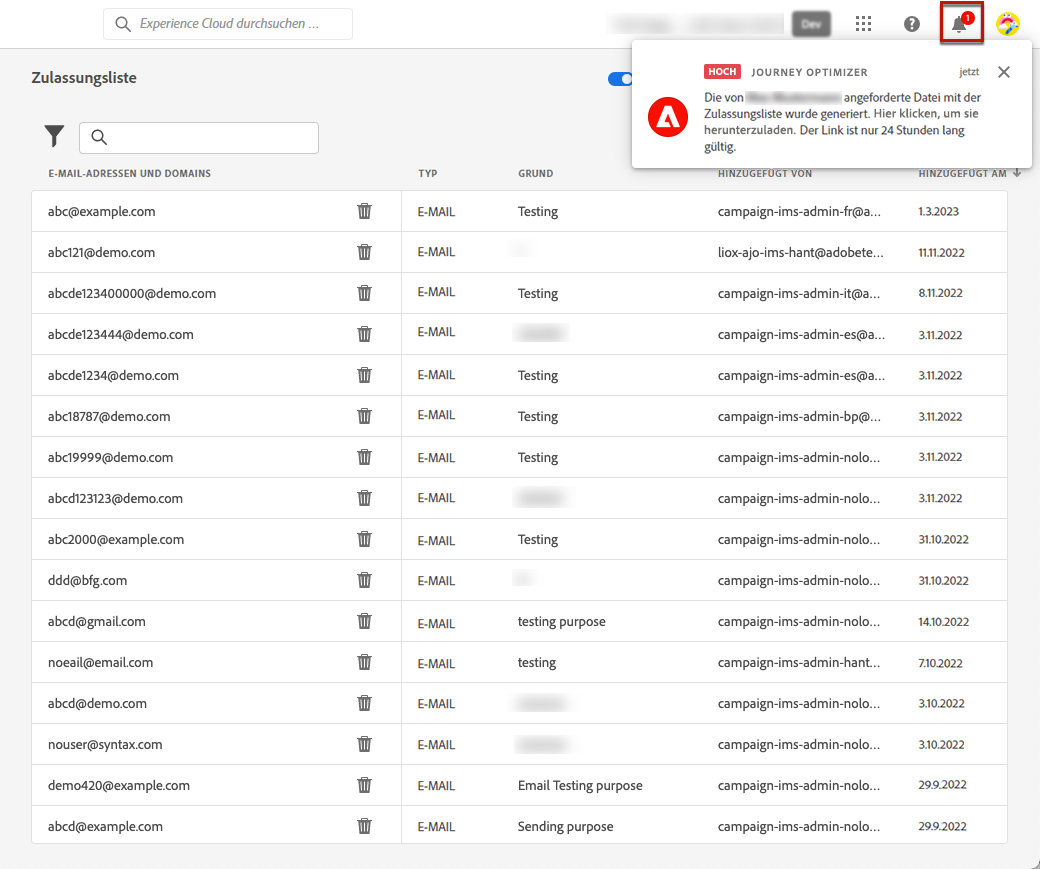 Experience Cloud durchsuchen ...
Dev
1
Zulassungsliste
HOCH JOURNEY OPTIMIZER jetzt
Die von angeforderte Datei mit der
Zulassungsliste wurde generiert. Hier klicken, um sie
herunterzuladen. Der Link ist nur 24 Stunden lang
gültig.
E-MAIL-ADRESSEN UND DOMAINS TYP GRUND HINZUGEFÜGT VON HINZUGEFÜGT AM
abc@example.com E-MAIL Testing campaign-ims-admin-fr@a... 1.3.2023
abc121@demo.com E-MAIL liox-ajo-ims-hant@adobete... 11.11.2022
abcde123400000@demo.com E-MAIL Testing campaign-ims-admin-it@a... 8.11.2022
abcde123444@demo.com E-MAIL campaign-ims-admin-es@a... 3.11.2022
abcde1234@demo.com E-MAIL Testing campaign-ims-admin-es@a... 3.11.2022
abc18787@demo.com E-MAIL Testing campaign-ims-admin-bp@... 3.11.2022
abc19999@demo.com E-MAIL Testing campaign-ims-admin-nolo... 3.11.2022
abcd123123@demo.com E-MAIL campaign-ims-admin-nolo... 3.11.2022
abc2000@example.com E-MAIL Testing campaign-ims-admin-nolo... 31.10.2022
ddd@bfg.com E-MAIL campaign-ims-admin-nolo... 31.10.2022
abcd@gmail.com E-MAIL testing purpose campaign-ims-admin-nolo... 14.10.2022
noeail@email.com E-MAIL testing campaign-ims-admin-hant... 7.10.2022
abcd@demo.com E-MAIL campaign-ims-admin-nolo... 3.10.2022
nouser@syntax.com E-MAIL campaign-ims-admin-nolo... 3.10.2022
demo420@example.com E-MAIL Email Testing purpose campaign-ims-admin-nolo... 29.9.2022
abcd@example.com E-MAIL Sending purpose campaign-ims-admin-nolo... 29.9.2022